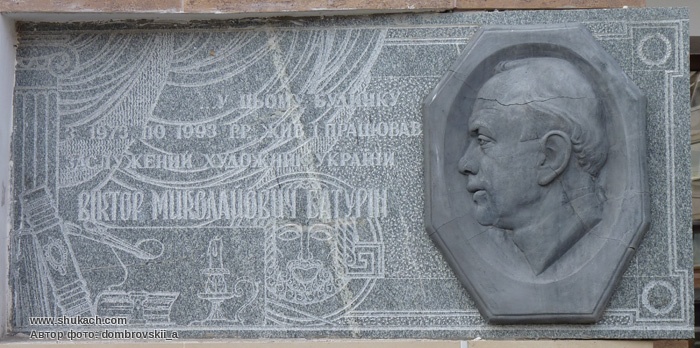 У ЦЬОМУ БУДИНКУ
З 1973 ПО 1993 РР. ЖИВ І ПРАЦЮВАВ
ЗАСЛУЖЕНИЙ ХУДОЖНИК УКРАЇНИ
ВІКТОР МИКОЛАЙОВИЧ БАТУРІН
www.shukach.com
Автор фото- dombrovskii_a